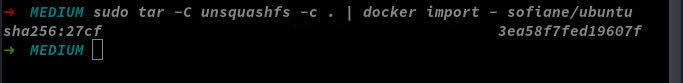 → MEDIUM sudo tar -C unsquashfs -c . | docker import - sofiane/ubuntu
sha256:27cf 3ea58f7fed19607f
→ MEDIUM